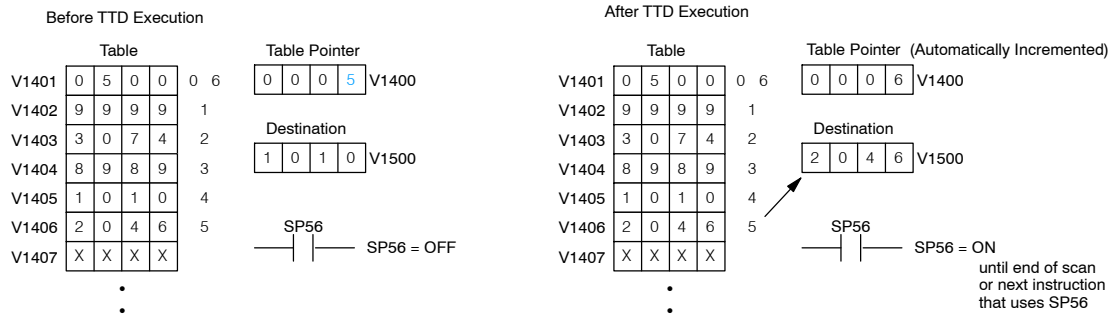 Before TTD Execution
Table
Table Pointer
V1401 0 5 0 0 0 6
0 0 0 5 V1400
V1402 9 9 9 9 1
V1403 3 0 7 4 2
Destination
V1404 8 9 8 9 3
1 0 1 0 V1500
V1405 1 0 1 0 4
V1406 2 0 4 6 5
V1407 X X X X
SP56
SP56 = OFF
After TTD Execution
Table
Table Pointer (Automatically Incremented)
V1401 0 5 0 0 0 6
0 0 0 6 V1400
V1402 9 9 9 9 1
V1403 3 0 7 4 2
Destination
V1404 8 9 8 9 3
2 0 4 6 V1500
V1405 1 0 1 0 4
V1406 2 0 4 6 5
V1407 X X X X
SP56
SP56 = ON
until end of scan
or next instruction
that uses SP56